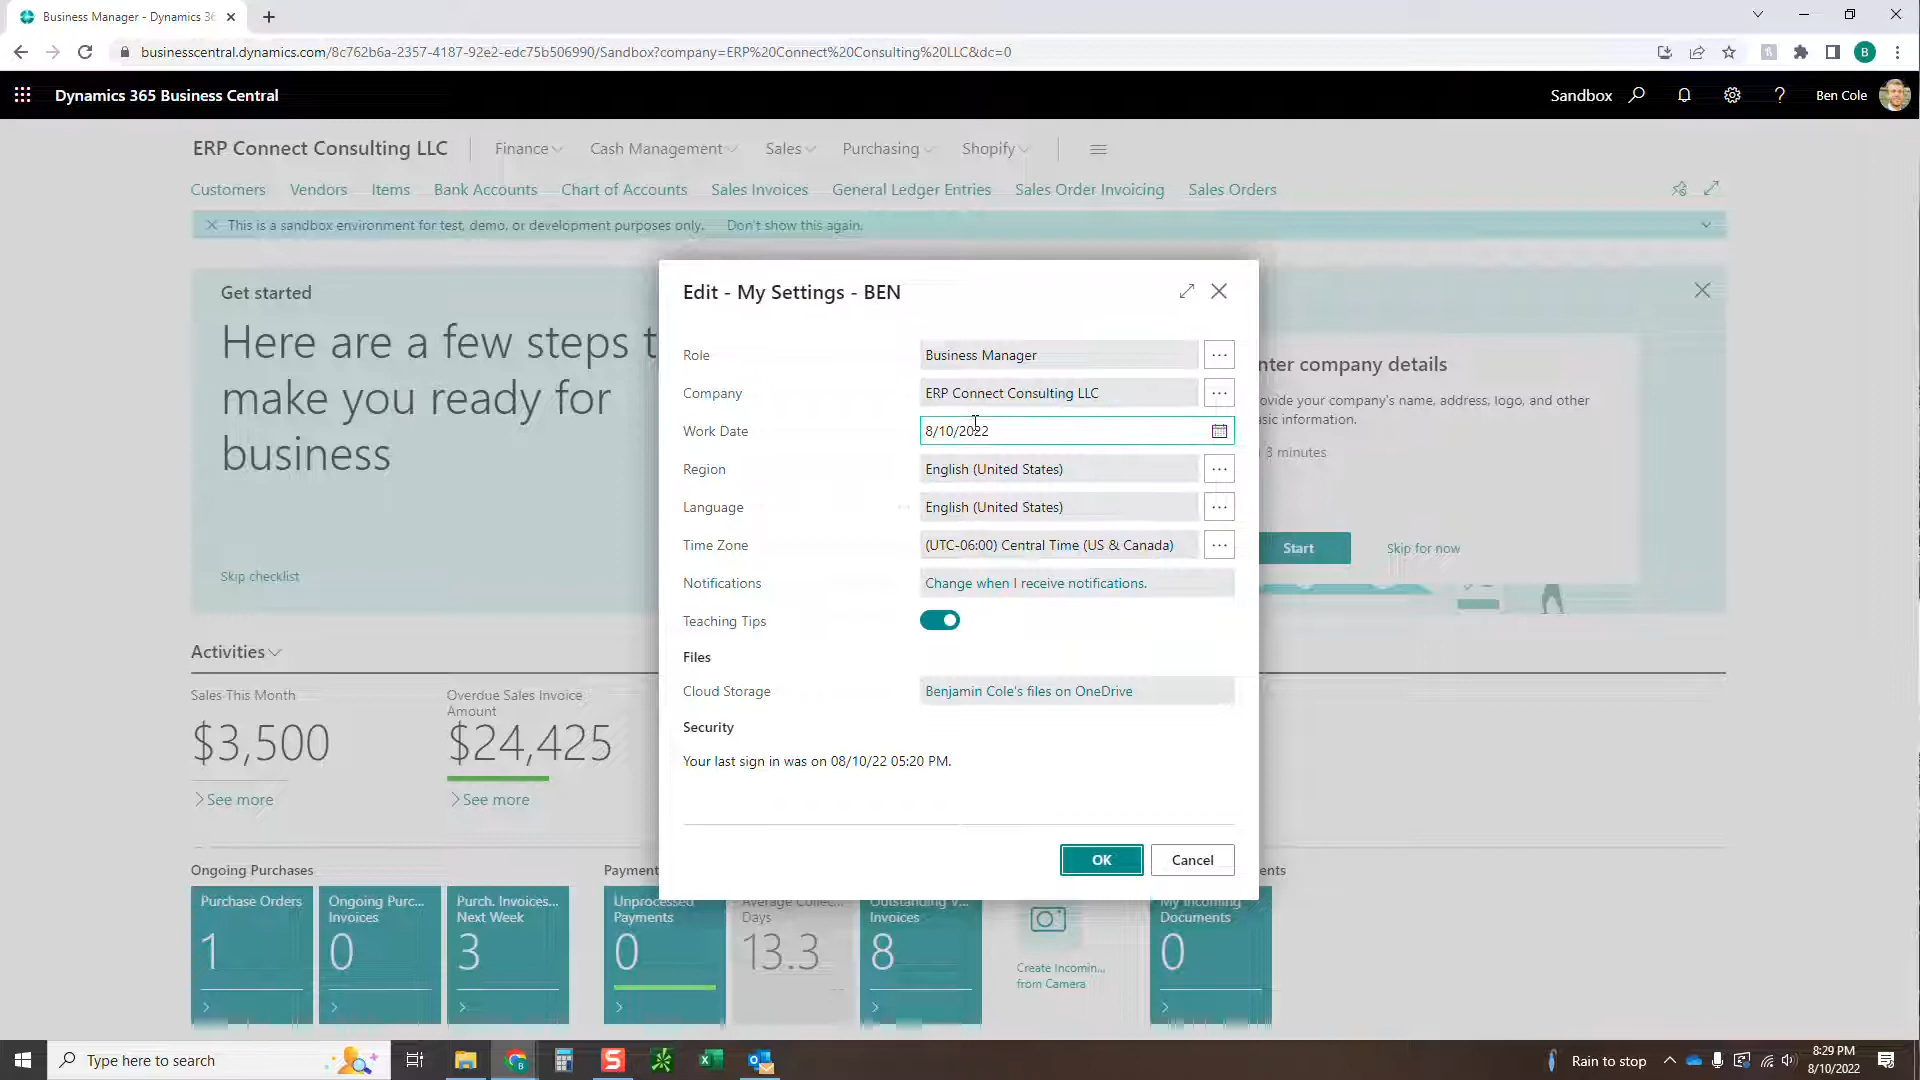 Business Manager - Dynamics 36
businesscentral.dynamics.com/8c762b6a-2357-4187-92e2-edc75b506990/Sandbox?company=ERP%20Connect%20Consulting%20LLC&dc=0
B
Dynamics 365 Business Central
Sandbox
Ben Cole
ERP Connect Consulting LLC
Finance
Cash Management
Sales
Purchasing
Shopify
Customers
Vendors
Items
Bank Accounts
Chart of Accounts
Sales Invoices
General Ledger Entries
Sales Order Invoicing
Sales Orders
This is a sandbox environment for test, demo, or development purposes only.
Don't show this again.
Get started
Here are a few steps t
make you ready for
business
Skip checklist
Edit - My Settings - BEN
Role
Business Manager
Company
ERP Connect Consulting LLC
Work Date
8/10/2022
Region
English (United States)
Language
English (United States)
Time Zone
(UTC-06:00) Central Time (US & Canada)
Notifications
Change when I receive notifications.
Teaching Tips
Files
Cloud Storage
Benjamin Cole's files on OneDrive
Security
Your last sign in was on 08/10/22 05:20 PM.
OK
Cancel
nter company details
ovide your company's name, address, logo, and other
asic information.
3 minutes
Start
Skip for now
Activities
Sales This Month
$3,500
See more
Overdue Sales Invoice
Amount
$24,425
See more
Ongoing Purchases
Payment
ents
Purchase Orders
1
Ongoing Purc...
Invoices
0
Purch. Invoices...
Next Week
3
Unprocessed
Payments
0
Average Collec...
Days
13.3
Outstanding V...
Invoices
8
Create Incomin...
from Camera
My Incoming
Documents
0
Type here to search
Rain to stop
8:29 PM
8/10/2022